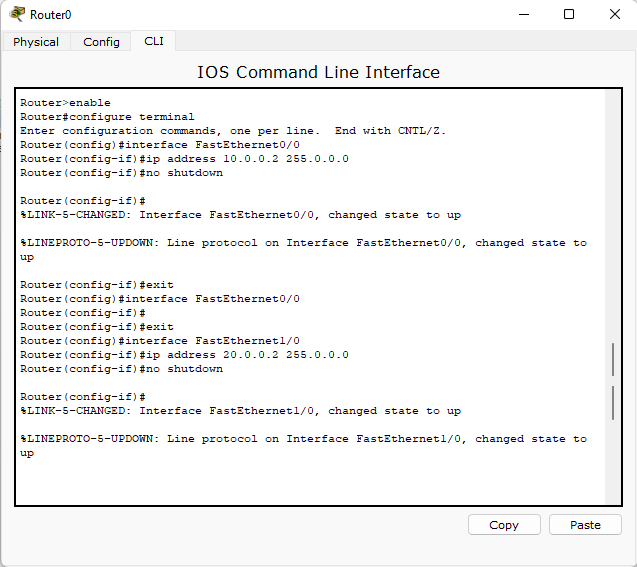 Router0
Physical Config CLI
IOS Command Line Interface
Router>enable
Router#configure terminal
Enter configuration commands, one per line.  End with CNTL/Z.
Router(config)#interface FastEthernet0/0
Router(config-if)#ip address 10.0.0.2 255.0.0.0
Router(config-if)#no shutdown
Router(config-if)#
%LINK-5-CHANGED: Interface FastEthernet0/0, changed state to up
%LINEPROTO-5-UPDOWN: Line protocol on Interface FastEthernet0/0, changed state to
up
Router(config-if)#exit
Router(config)#interface FastEthernet0/0
Router(config-if)#
Router(config-if)#exit
Router(config)#interface FastEthernet1/0
Router(config-if)#ip address 20.0.0.2 255.0.0.0
Router(config-if)#no shutdown
Router(config-if)#
%LINK-5-CHANGED: Interface FastEthernet1/0, changed state to up
%LINEPROTO-5-UPDOWN: Line protocol on Interface FastEthernet1/0, changed state to
up
Copy Paste